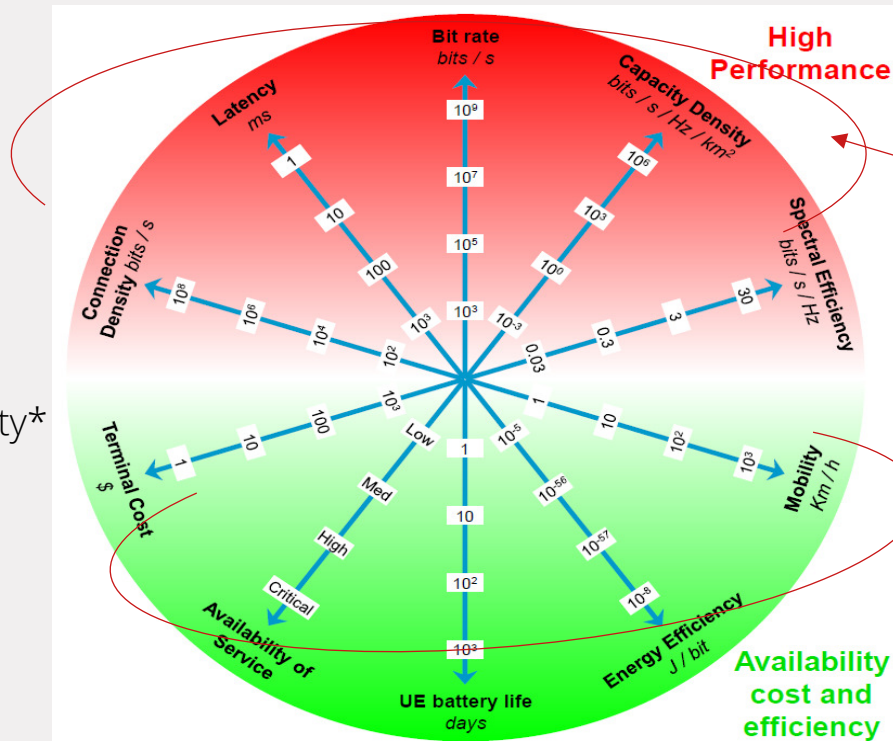 Bit rate
bits / s
High
Performance
Capacity Density
bits / s / Hz / km²
Latency
ms
10⁹
10⁷
10⁵
10³
1
10
100
10³
10⁶
10³
10⁰
10⁻³
Spectral Efficiency
bits / s / Hz
30
3
0.3
0.03
Connection
Density bits / s
10⁸
10⁶
10⁴
10²
ty*
Terminal Cost
$
1
10
100
10³
Low
Med
High
Critical
Availability of
Service
1
10
10²
10³
UE battery life
days
10⁻⁵
10⁻⁵⁶
10⁻⁵⁷
10⁻⁸
Energy Efficiency
J / bit
1
10
10²
10³
Mobility
Km / h
Availability
cost and
efficiency